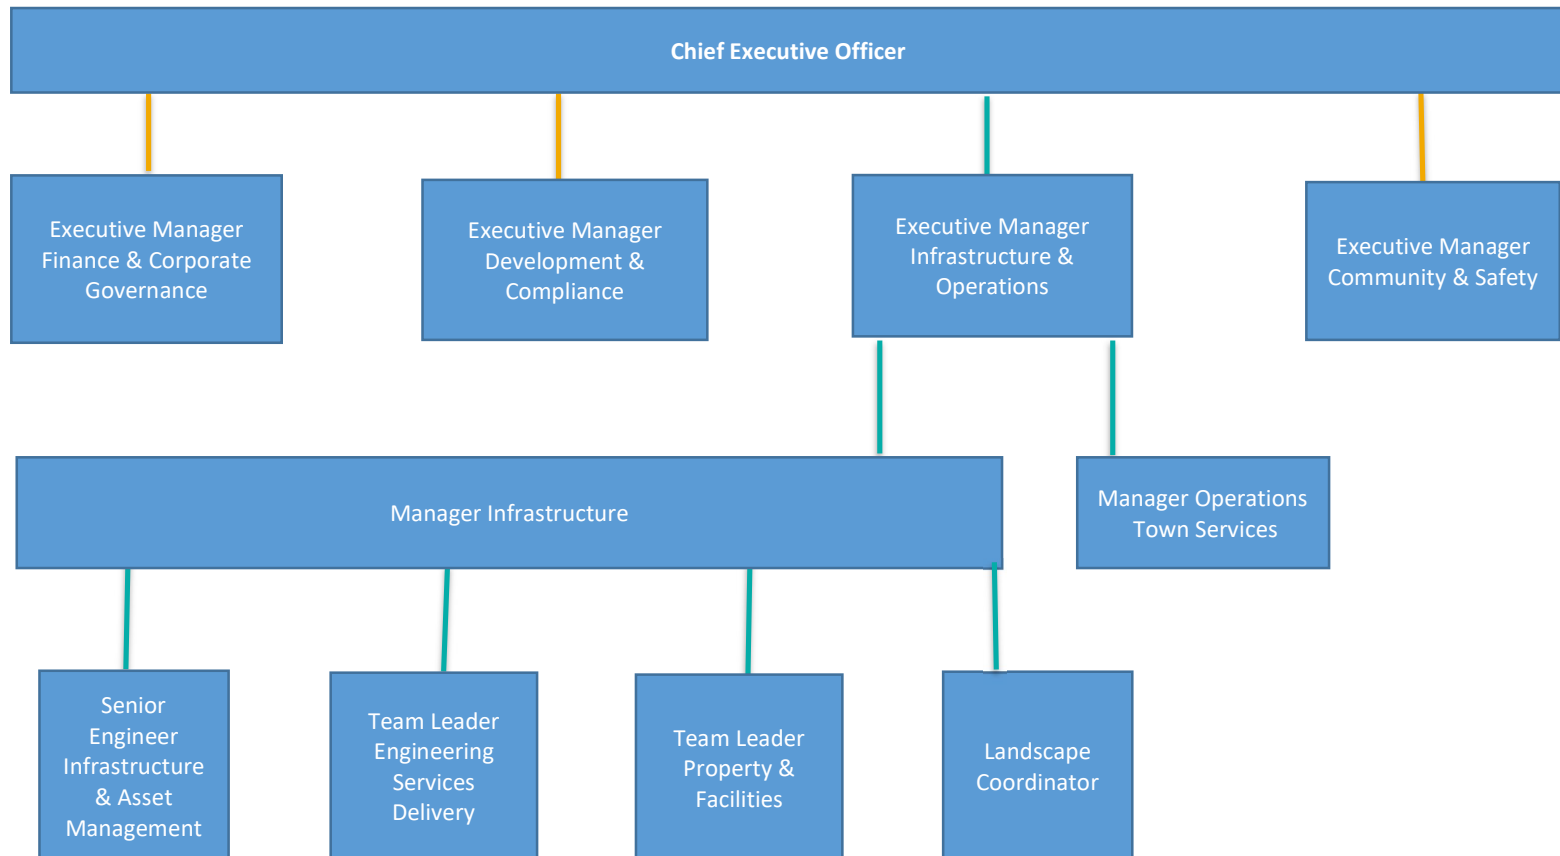 Chief Executive Officer
Executive Manager
Finance & Corporate
Governance
Executive Manager
Development &
Compliance
Executive Manager
Infrastructure &
Operations
Executive Manager
Community & Safety
Manager Infrastructure
Manager Operations
Town Services
Senior
Engineer
Infrastructure
& Asset
Management
Team Leader
Engineering
Services
Delivery
Team Leader
Property &
Facilities
Landscape
Coordinator